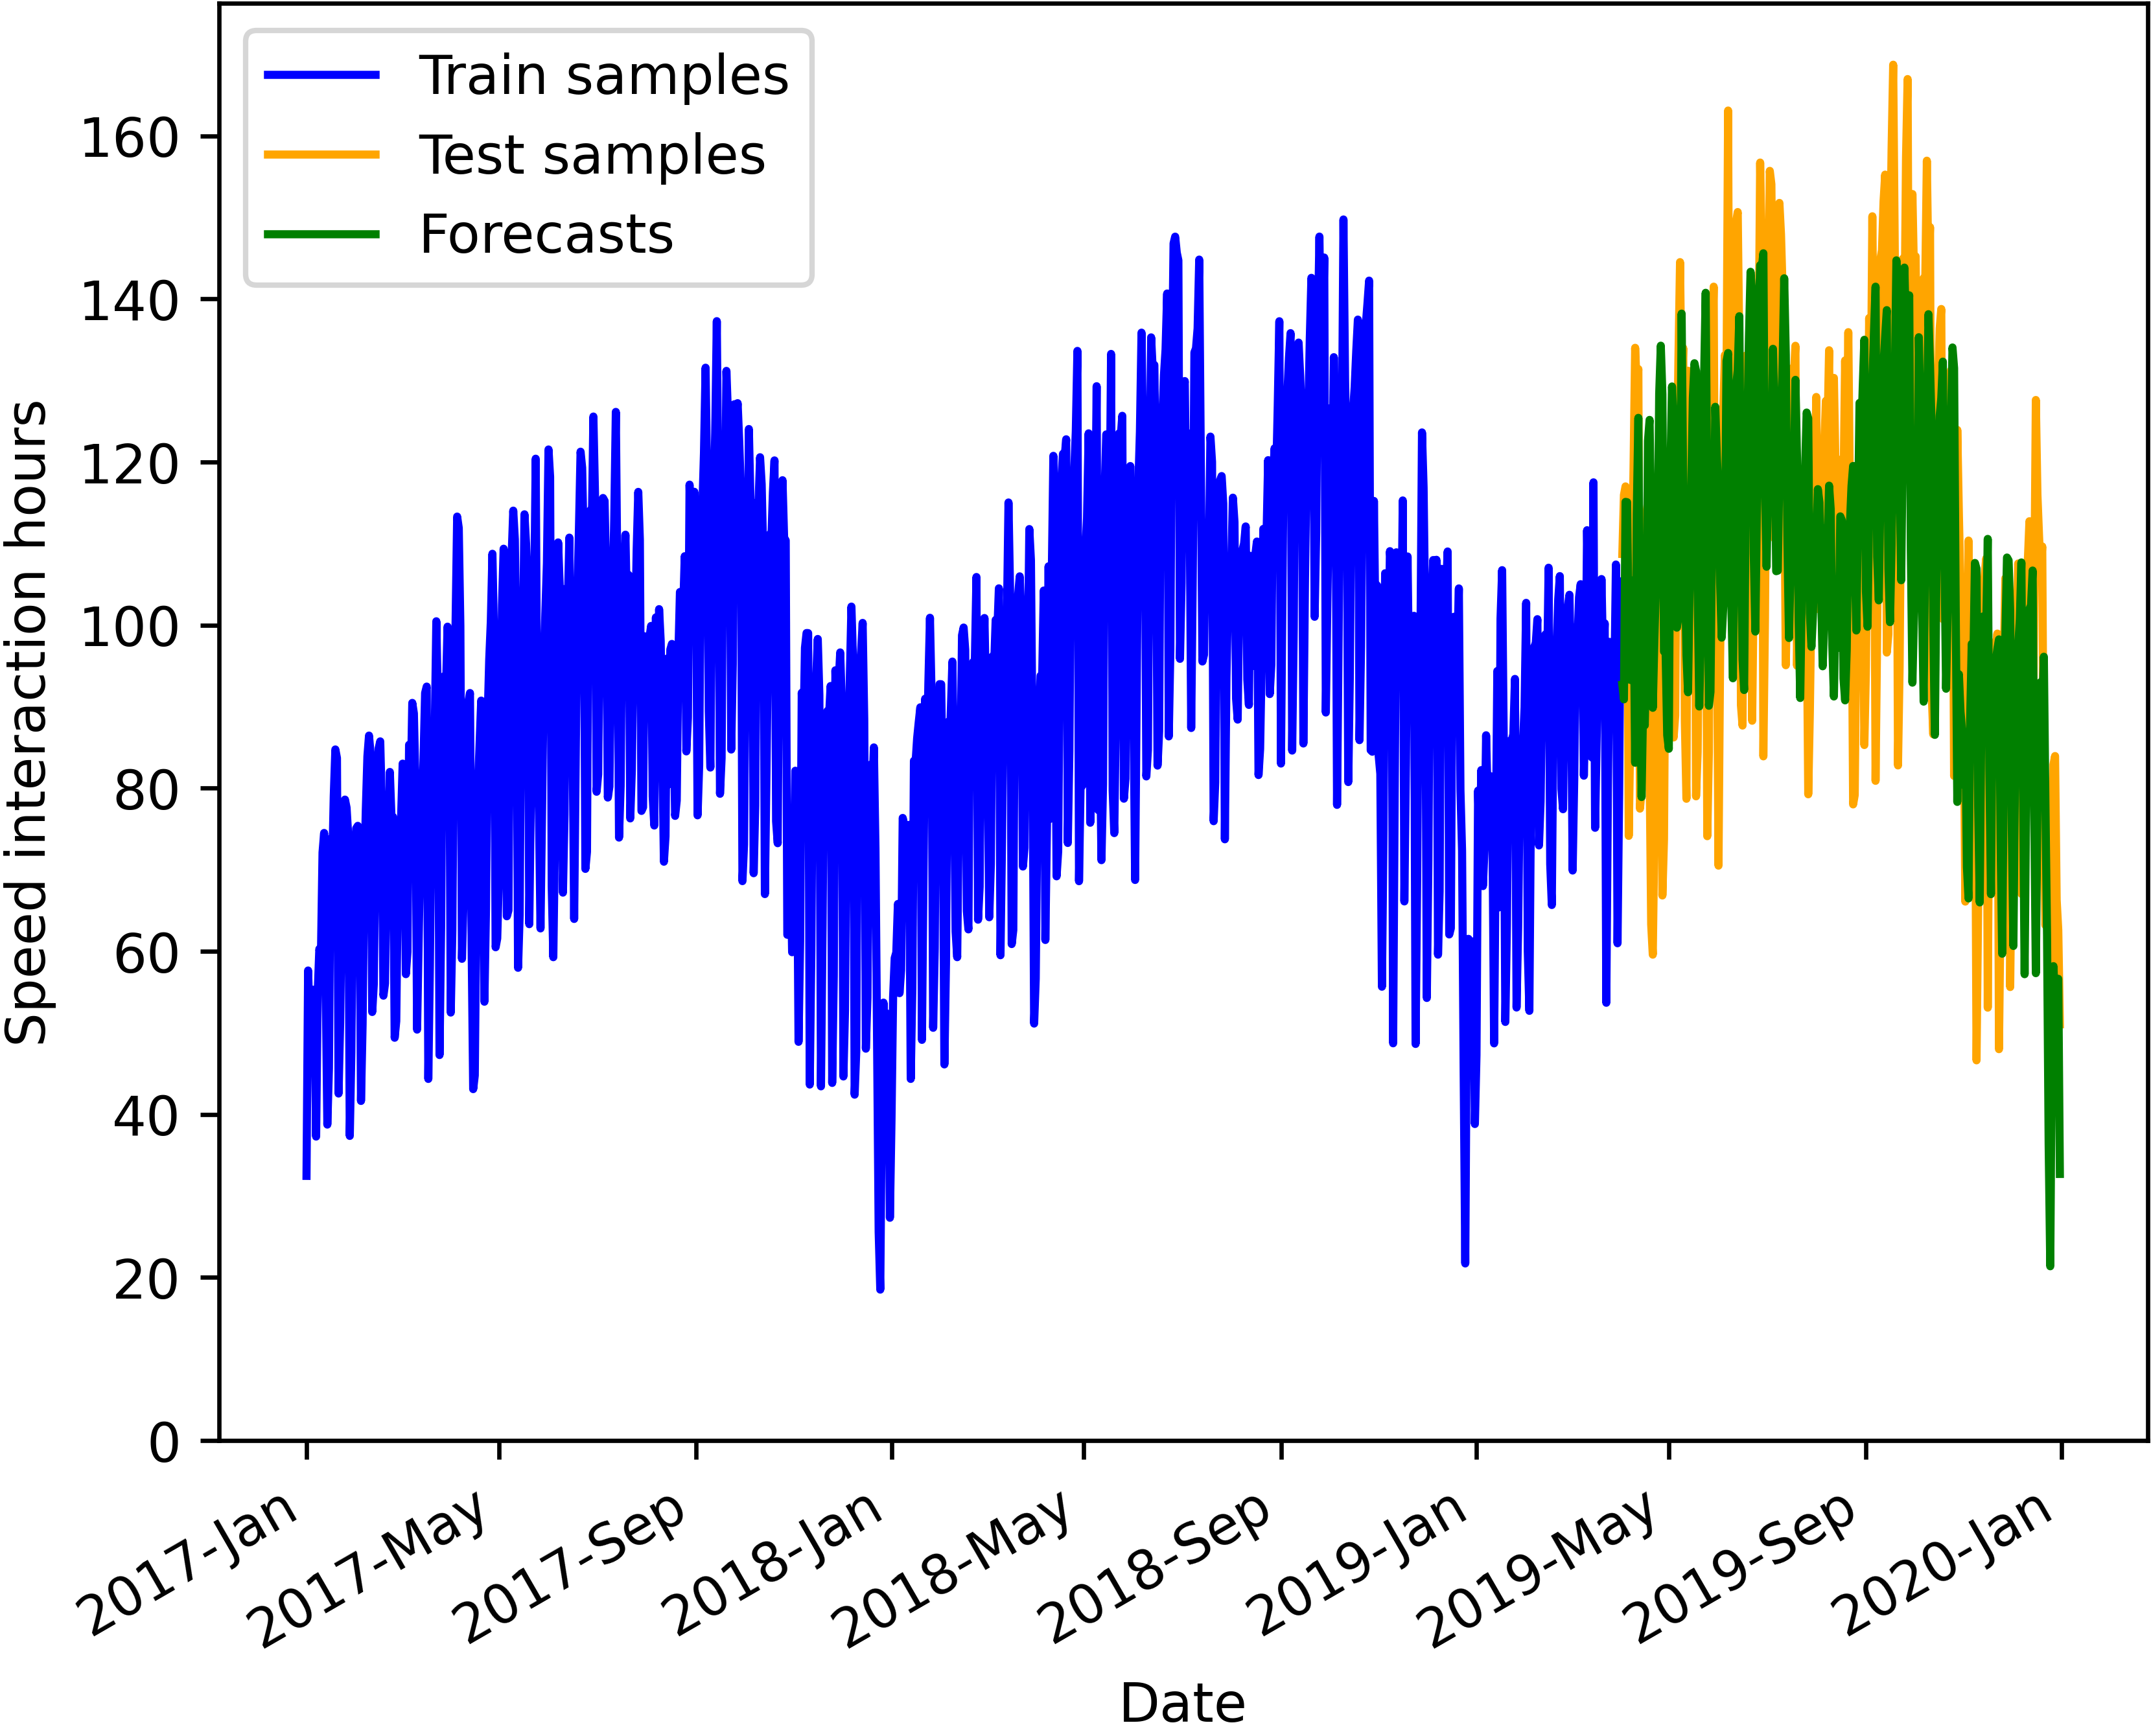 Train samples
Test samples
Forecasts
160
140
120
100
80
60
40
20
0
Speed interaction hours
2017-Jan
2017-May
2017-Sep
2018-Jan
2018-May
2018-Sep
2019-Jan
2019-May
2019-Sep
2020-Jan
Date